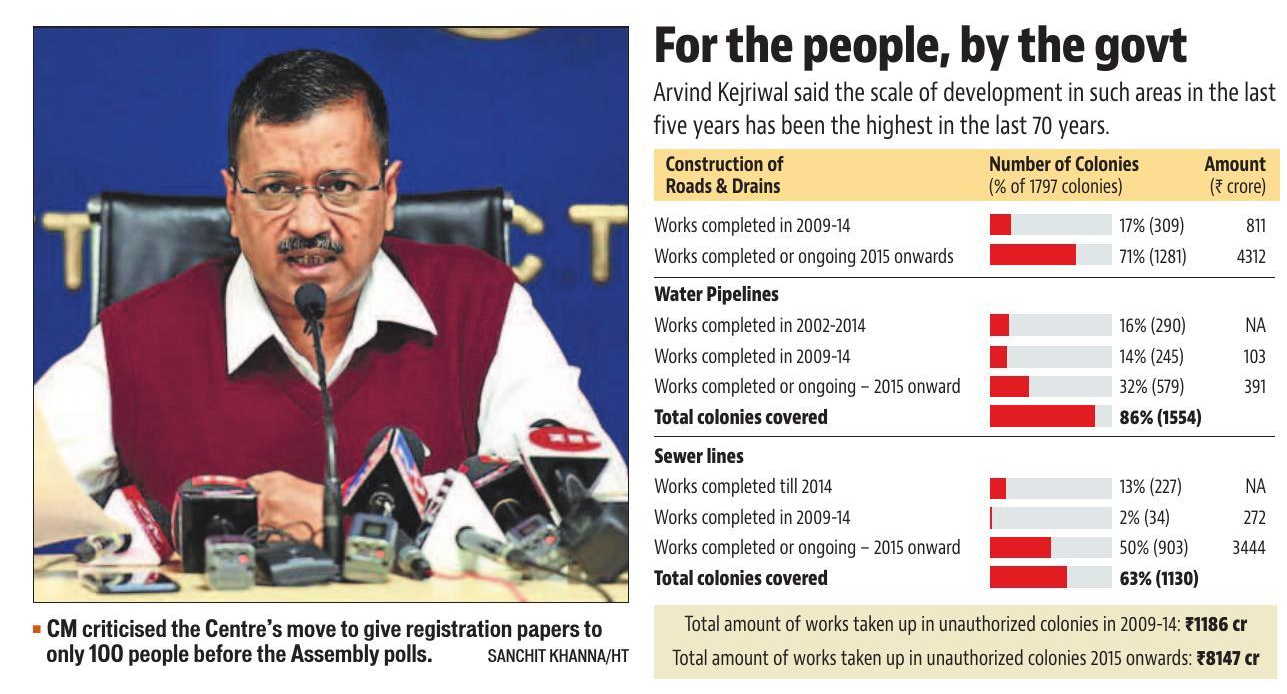 T
CT
CM criticised the Centre's move to give registration papers to
only 100 people before the Assembly polls.
SANCHIT KHANNA/HT
For the people, by the govt
Arvind Kejriwal said the scale of development in such areas in the last
five years has been the highest in the last 70 years.
Construction of Roads & Drains Number of Colonies (% of 1797 colonies) Amount (₹ crore)
Works completed in 2009-14 17% (309) 811
Works completed or ongoing 2015 onwards 71% (1281) 4312
Water Pipelines
Works completed in 2002-2014 16% (290) NA
Works completed in 2009-14 14% (245) 103
Works completed or ongoing – 2015 onward 32% (579) 391
Total colonies covered 86% (1554)
Sewer lines
Works completed till 2014 13% (227) NA
Works completed in 2009-14 2% (34) 272
Works completed or ongoing – 2015 onward 50% (903) 3444
Total colonies covered 63% (1130)
Total amount of works taken up in unauthorized colonies in 2009-14: ₹1186 cr
Total amount of works taken up in unauthorized colonies 2015 onwards: ₹8147 cr